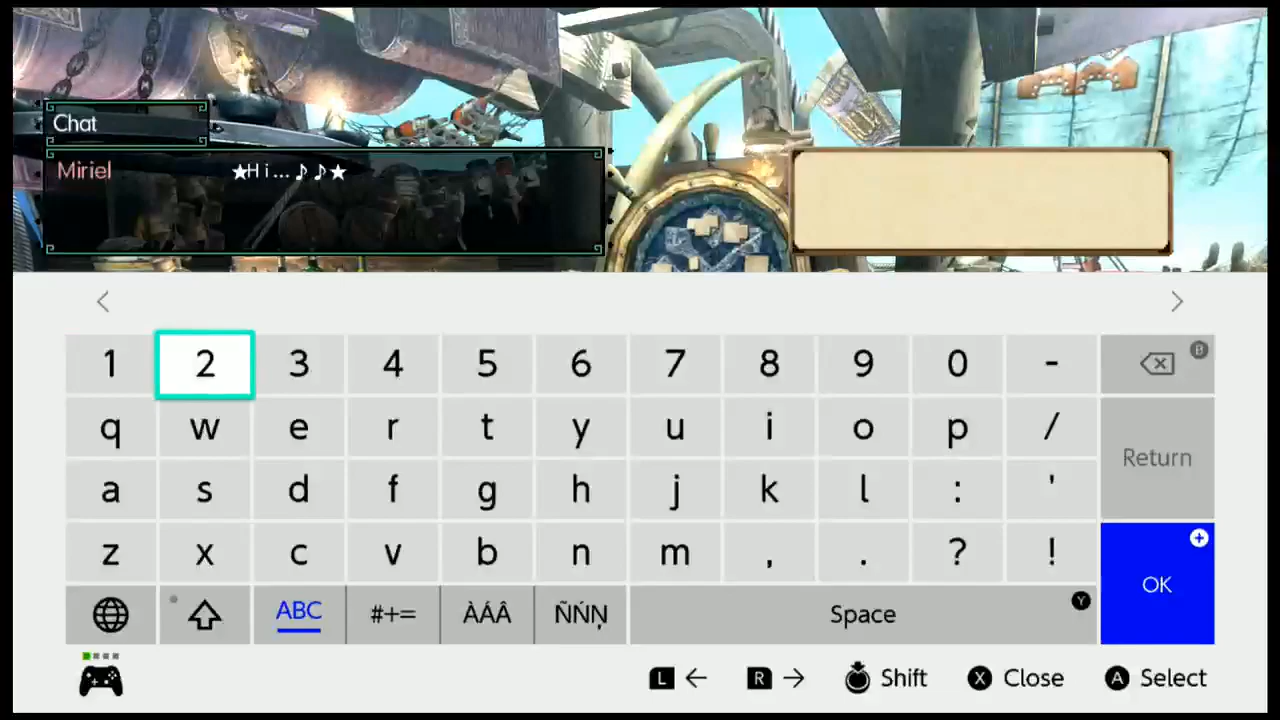 Chat
Miriel ★Hi...♪♪★
< >
1 2 3 4 5 6 7 8 9 0 - B
q w e r t y u i o p / Return
a s d f g h j k l : '
z x c v b n m , . ? ! + OK
ABC #+= ÀÁÂ ÑŃŅ Space Y
L ← R → Shift X Close A Select